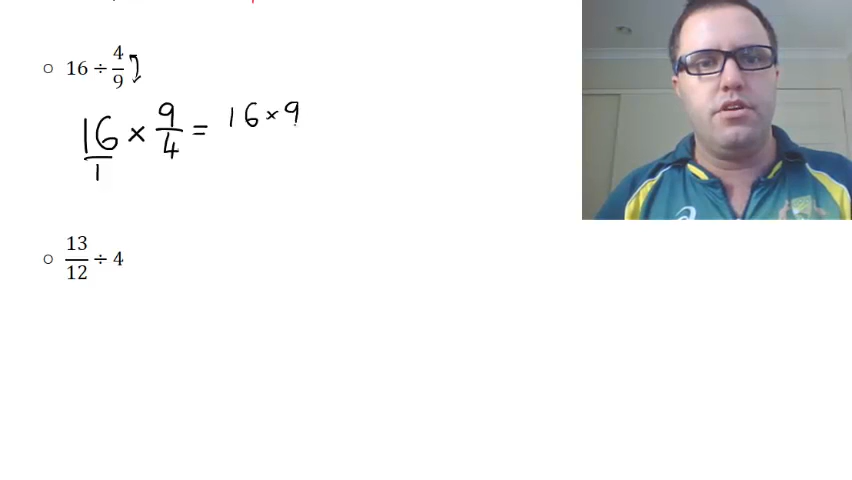 ○ 16 ÷ 4/9
16/1 × 9/4 = 16 × 9
○ 13/12 ÷ 4